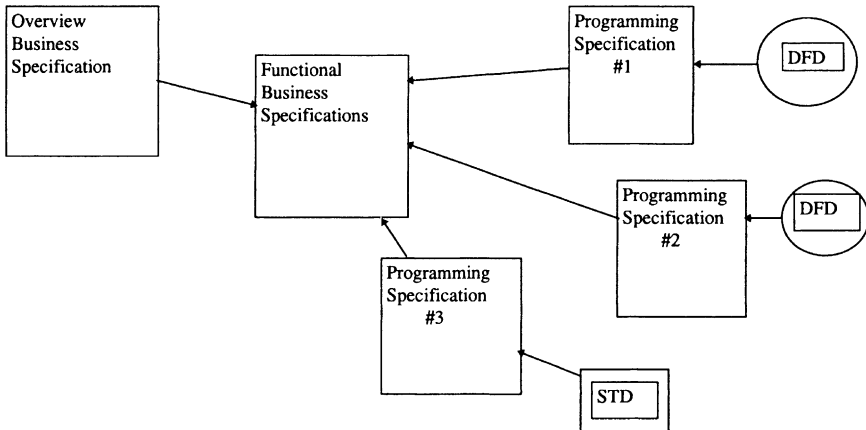 Overview
Business
Specification
Functional
Business
Specifications
Programming
Specification
#1
DFD
Programming
Specification
#2
DFD
Programming
Specification
#3
STD